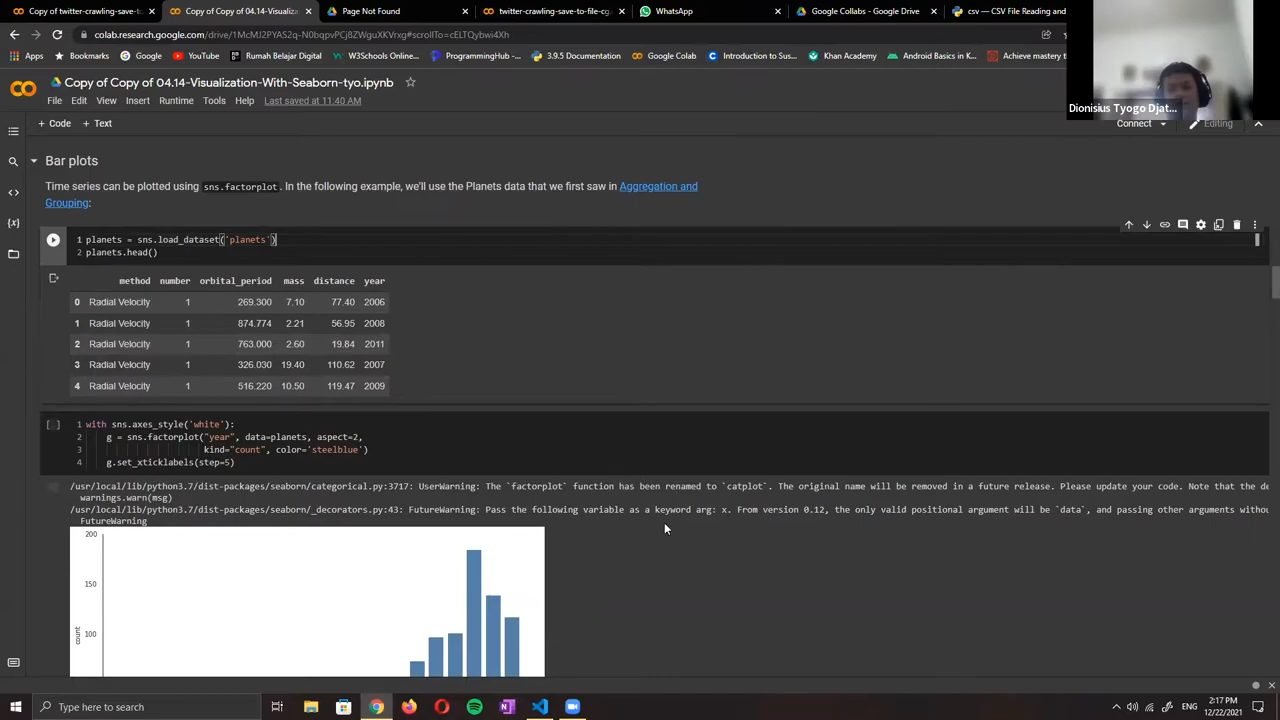 Copy of twitter-crawling-save-to-
Copy of Copy of 04.14-Visualiza
Page Not Found
twitter-crawling-save-to-file-cg
WhatsApp
Google Collabs - Google Drive
csv — CSV File Reading and
colab.research.google.com/drive/1McMJ2PYAS2q-N0bqpvPCj8ZWguXKVrxg#scrollTo=cELTQybwi4Xh
Apps
Bookmarks
Google
YouTube
Rumah Belajar Digital
W3Schools Online...
ProgrammingHub -...
3.9.5 Documentation
Google Colab
Introduction to Sus...
Khan Academy
Android Basics in K...
Achieve mastery
Copy of Copy of 04.14-Visualization-With-Seaborn-tyo.ipynb
File Edit View Insert Runtime Tools Help Last saved at 11:40 AM
Dionisius Tyogo Djat...
+ Code + Text
Connect
Editing
Bar plots
Time series can be plotted using sns.factorplot. In the following example, we'll use the Planets data that we first saw in Aggregation and
Grouping:
1 planets = sns.load_dataset('planets')
2 planets.head()
method number orbital_period mass distance year
0 Radial Velocity 1 269.300 7.10 77.40 2006
1 Radial Velocity 1 874.774 2.21 56.95 2008
2 Radial Velocity 1 763.000 2.60 19.84 2011
3 Radial Velocity 1 326.030 19.40 110.62 2007
4 Radial Velocity 1 516.220 10.50 119.47 2009
[ ]
1 with sns.axes_style('white'):
2 g = sns.factorplot("year", data=planets, aspect=2,
3 kind="count", color='steelblue')
4 g.set_xticklabels(step=5)
/usr/local/lib/python3.7/dist-packages/seaborn/categorical.py:3717: UserWarning: The `factorplot` function has been renamed to `catplot`. The original name will be removed in a future release. Please update your code. Note that the de
warnings.warn(msg)
/usr/local/lib/python3.7/dist-packages/seaborn/_decorators.py:43: FutureWarning: Pass the following variable as a keyword arg: x. From version 0.12, the only valid positional argument will be `data`, and passing other arguments withou
FutureWarning
200
150
100
count
Type here to search
2:17 PM
12/22/2021